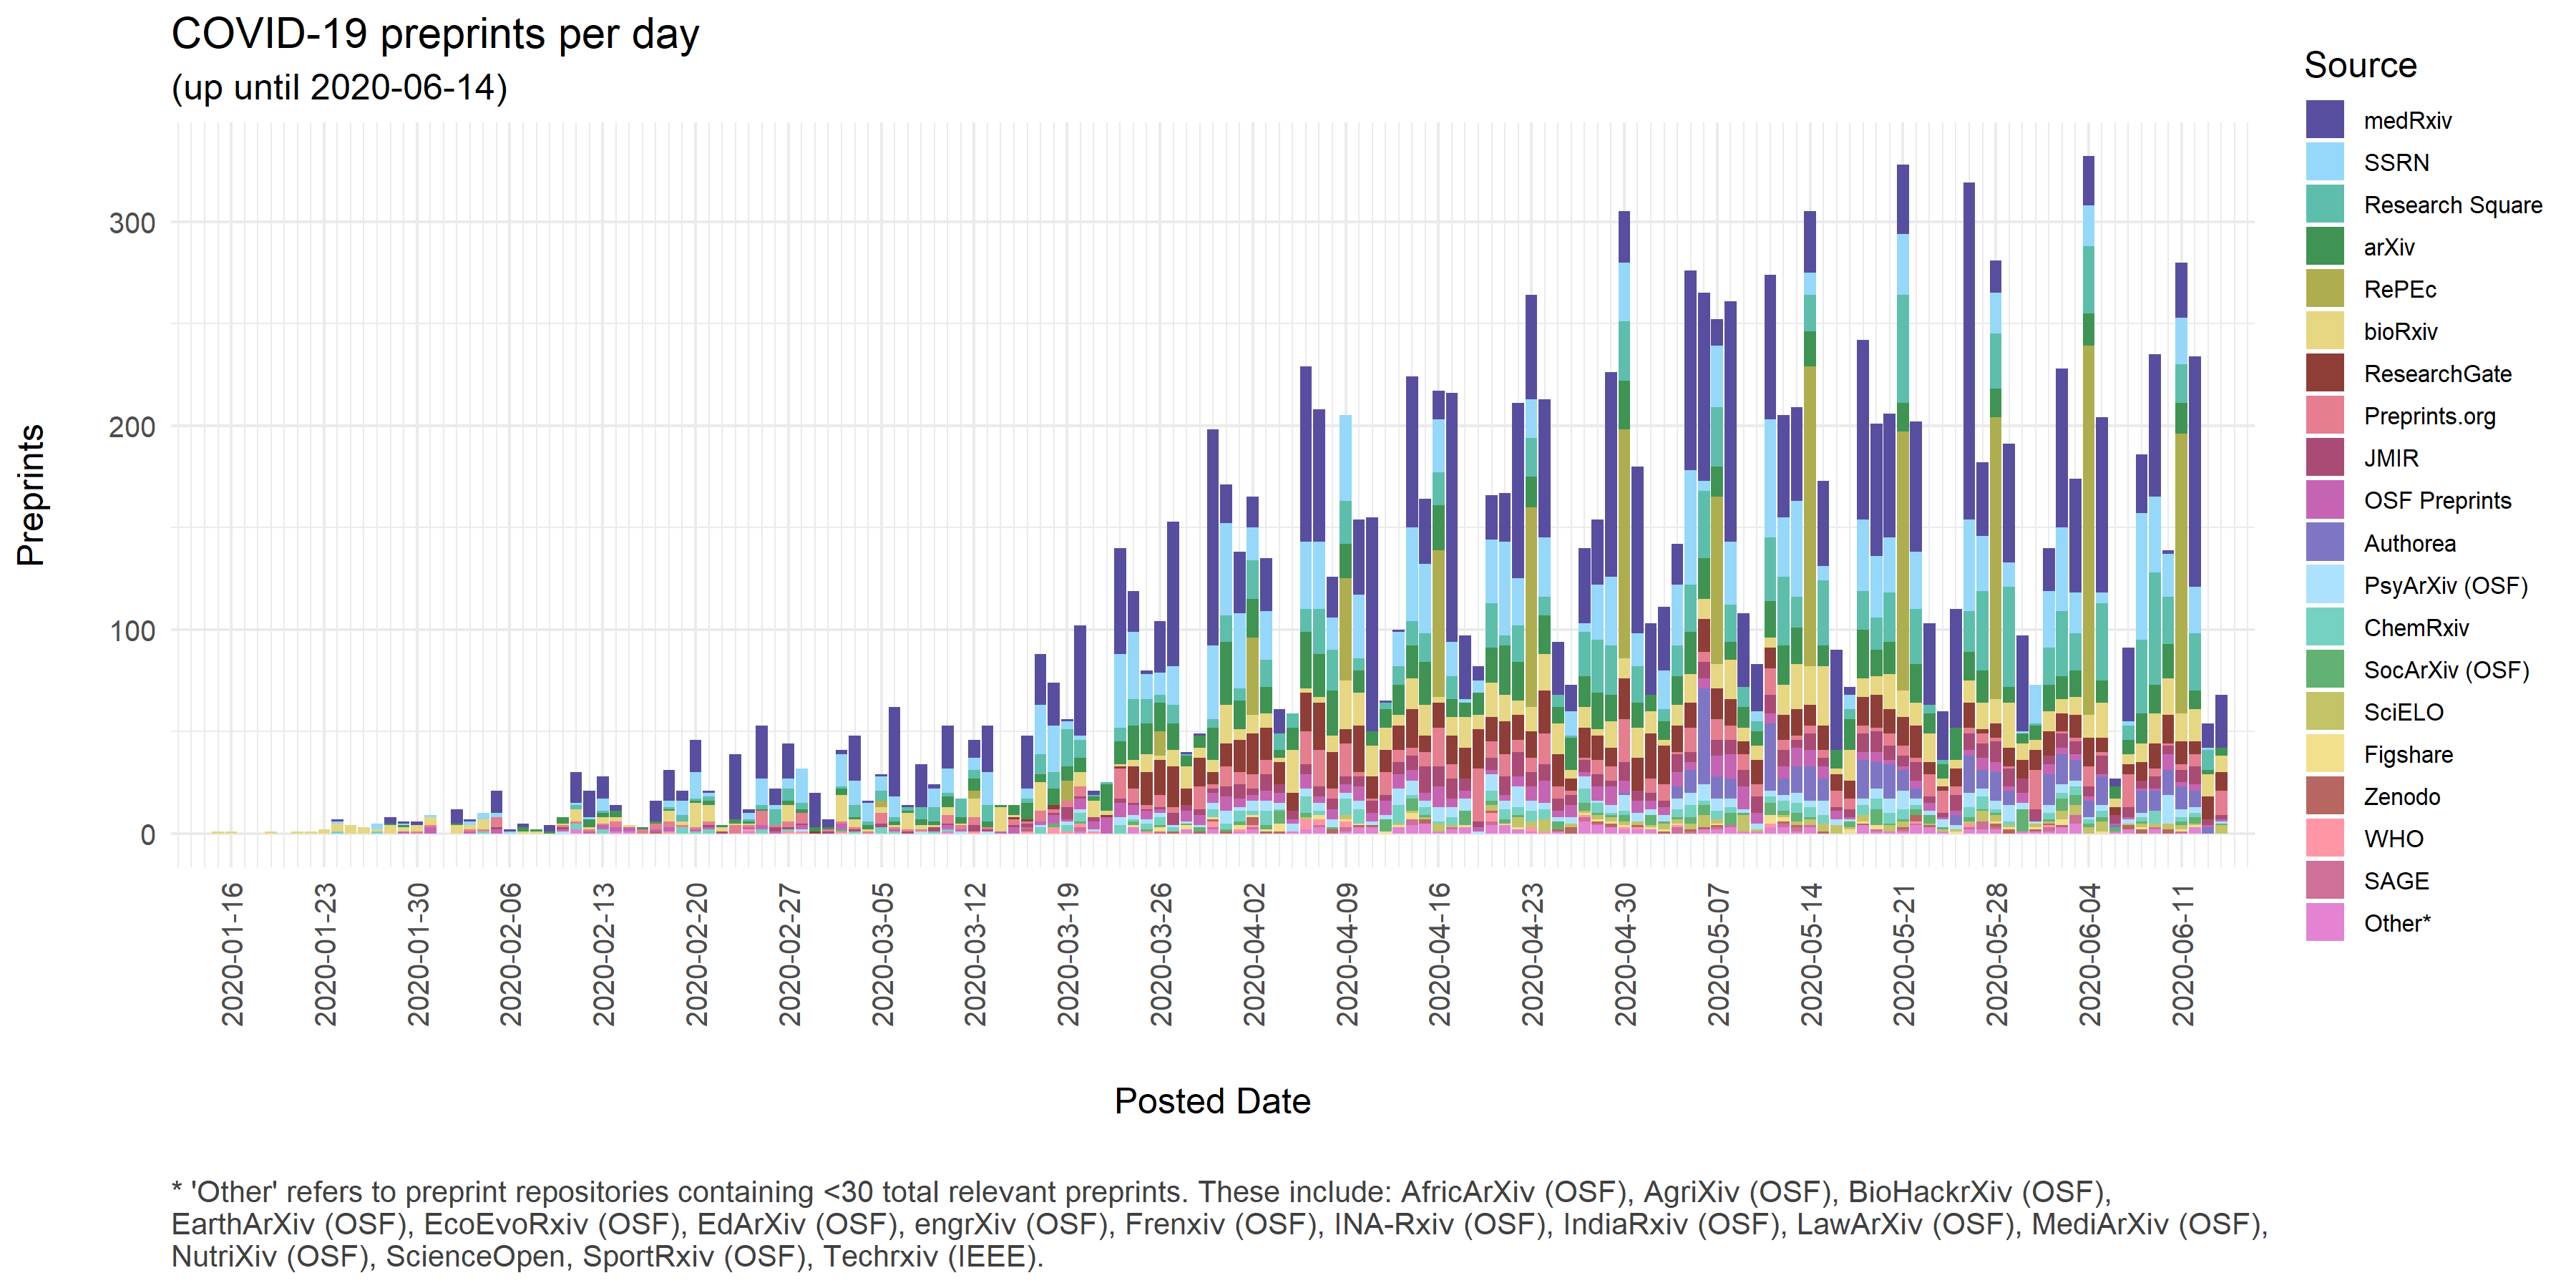 COVID-19 preprints per day
(up until 2020-06-14)
Preprints
300
200
100
0
2020-01-16
2020-01-23
2020-01-30
2020-02-06
2020-02-13
2020-02-20
2020-02-27
2020-03-05
2020-03-12
2020-03-19
2020-03-26
2020-04-02
2020-04-09
2020-04-16
2020-04-23
2020-04-30
2020-05-07
2020-05-14
2020-05-21
2020-05-28
2020-06-04
2020-06-11
Posted Date
Source
medRxiv
SSRN
Research Square
arXiv
RePEc
bioRxiv
ResearchGate
Preprints.org
JMIR
OSF Preprints
Authorea
PsyArXiv (OSF)
ChemRxiv
SocArXiv (OSF)
SciELO
Figshare
Zenodo
WHO
SAGE
Other*
* 'Other' refers to preprint repositories containing <30 total relevant preprints. These include: AfricArXiv (OSF), AgriXiv (OSF), BioHackrXiv (OSF),
EarthArXiv (OSF), EcoEvoRxiv (OSF), EdArXiv (OSF), engrXiv (OSF), Frenxiv (OSF), INA-Rxiv (OSF), IndiaRxiv (OSF), LawArXiv (OSF), MediArXiv (OSF),
NutriXiv (OSF), ScienceOpen, SportRxiv (OSF), Techrxiv (IEEE).